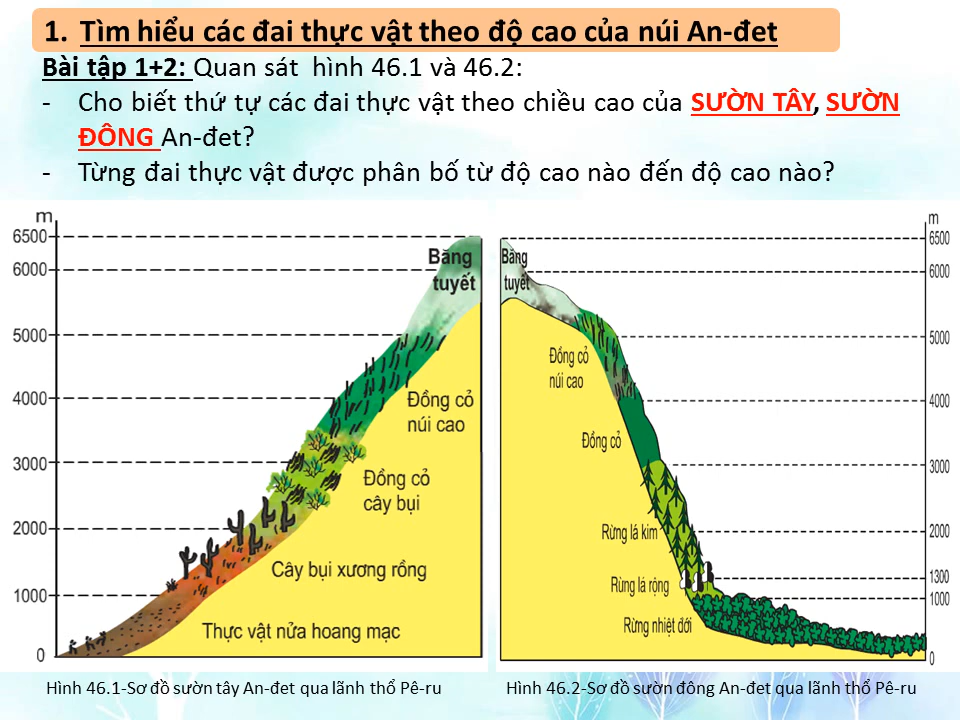 1. Tìm hiểu các đai thực vật theo độ cao của núi An-đet
Bài tập 1+2: Quan sát hình 46.1 và 46.2:
- Cho biết thứ tự các đai thực vật theo chiều cao của SƯỜN TÂY, SƯỜN
ĐÔNG An-đet?
- Từng đai thực vật được phân bố từ độ cao nào đến độ cao nào?
m
6500
6000
5000
4000
3000
2000
1000
0
Băng
tuyết
Đồng cỏ
núi cao
Đồng cỏ
cây bụi
Cây bụi xương rồng
Thực vật nửa hoang mạc
Hình 46.1-Sơ đồ sườn tây An-đet qua lãnh thổ Pê-ru
m
6500
6000
5000
4000
3000
2000
1300
1000
0
Băng
tuyết
Đồng cỏ
núi cao
Đồng cỏ
Rừng lá kim
Rừng lá rộng
Rừng nhiệt đới
Hình 46.2-Sơ đồ sườn đông An-đet qua lãnh thổ Pê-ru